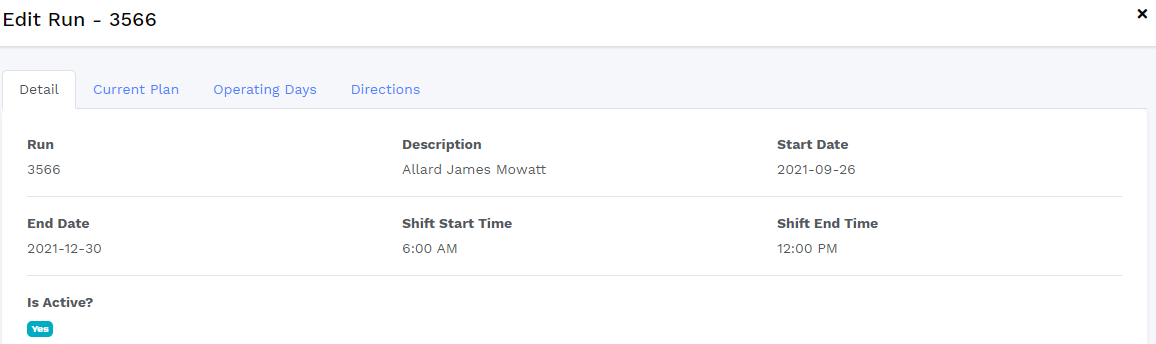 Edit Run - 3566
×
Detail Current Plan Operating Days Directions
Run Description Start Date
3566 Allard James Mowatt 2021-09-26
End Date Shift Start Time Shift End Time
2021-12-30 6:00 AM 12:00 PM
Is Active?
Yes